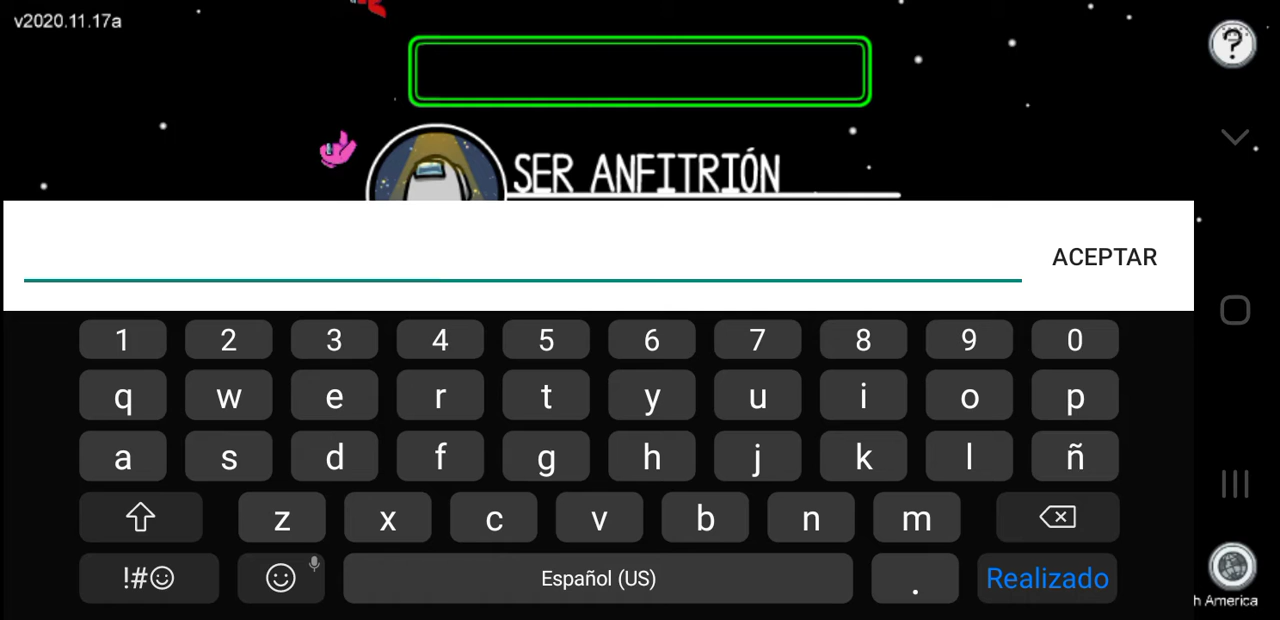 v2020.11.17a
SER ANFITRIÓN
ACEPTAR
1 2 3 4 5 6 7 8 9 0
q w e r t y u i o p
a s d f g h j k l ñ
z x c v b n m
!#☺ Español (US) . Realizado
h America